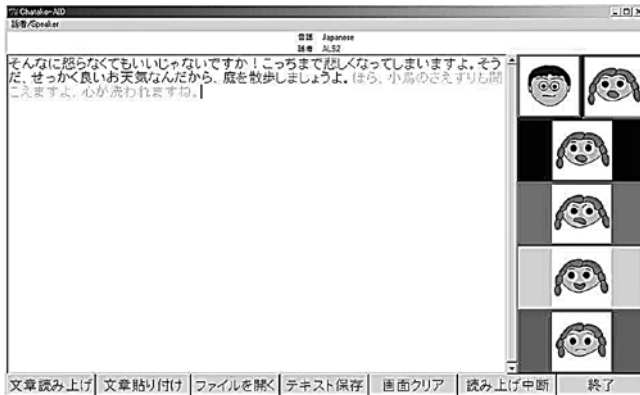 Chatako-AID
話者/Speaker
言語 Japanese
話者 ALS2
そんなに怒らなくてもいいじゃないですか！こっちまで悲しくなってしまいますよ。そう
だ、せっかく良いお天気なんだから、庭を散歩しましょうよ。ほら、小鳥のさえずりも聞
こえますよ、心が洗われますね。
文章読み上げ 文章貼り付け ファイルを開く テキスト保存 画面クリア 読み上げ中断 終了